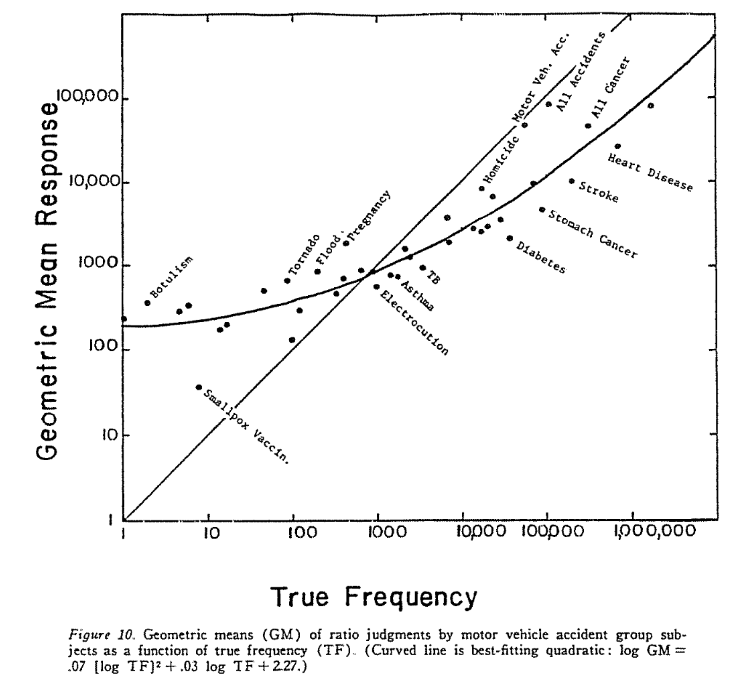 Geometric Mean Response
100,000
10,000
1000
100
10
1
Botulism
Tornado
Flood
Pregnancy
Homicide
Motor Veh. Acc.
All Accidents
All Cancer
Heart Disease
Stroke
Stomach Cancer
Diabetes
TB
Asthma
Electrocution
Smallpox Vaccin.
1 10 100 1000 10,000 100,000 1,000,000
True Frequency
Figure 10. Geometric means (GM) of ratio judgments by motor vehicle accident group sub-
jects as a function of true frequency (TF). (Curved line is best-fitting quadratic: log GM =
.07 [log TF]² + .03 log TF + 2.27.)